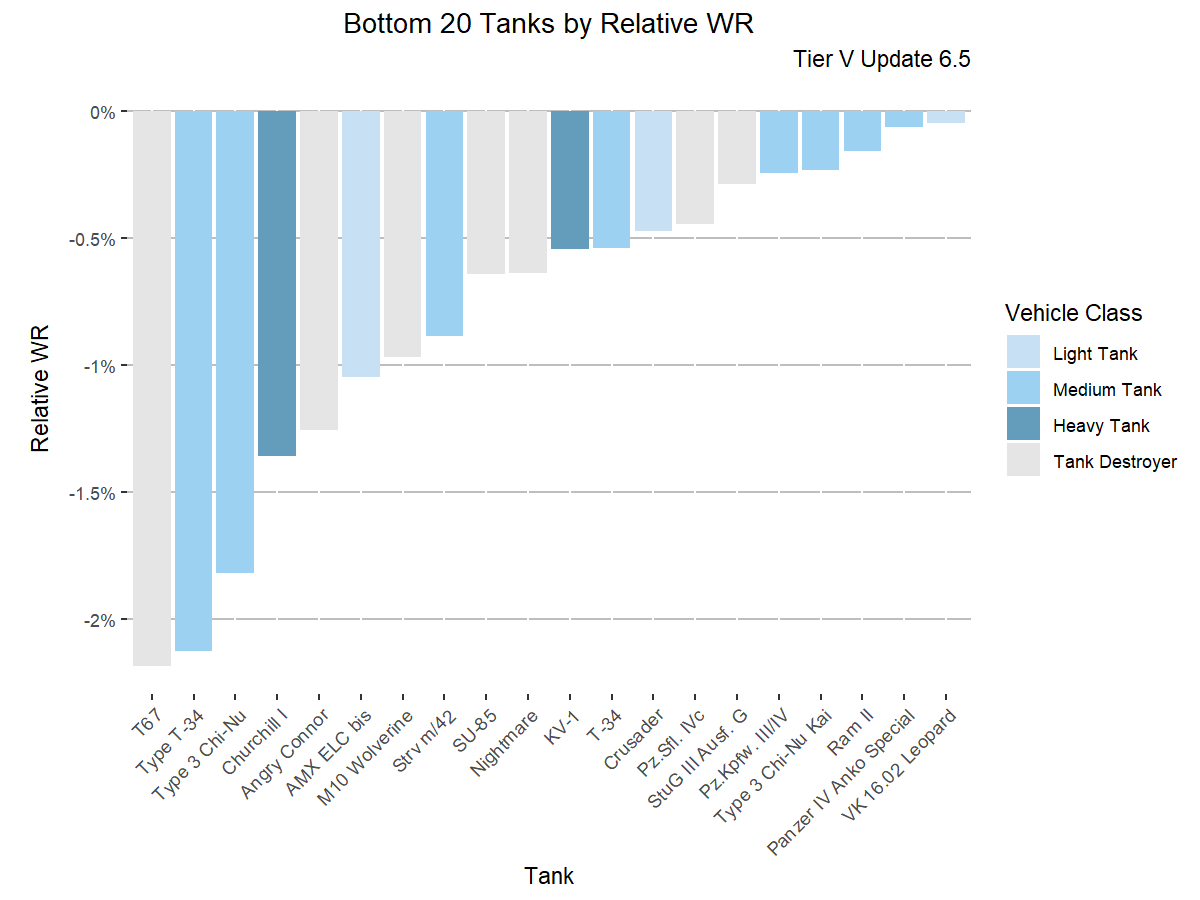 Bottom 20 Tanks by Relative WR
Tier V Update 6.5
Relative WR
0%
-0.5%
-1%
-1.5%
-2%
T67
Type T-34
Type 3 Chi-Nu
Churchill I
Angry Connor
AMX ELC bis
M10 Wolverine
Strv m/42
SU-85
Nightmare
KV-1
T-34
Crusader
Pz.Sfl. IVc
StuG III Ausf. G
Pz.Kpfw. III/IV
Type 3 Chi-Nu Kai
Ram II
Panzer IV Anko Special
VK 16.02 Leopard
Tank
Vehicle Class
Light Tank
Medium Tank
Heavy Tank
Tank Destroyer